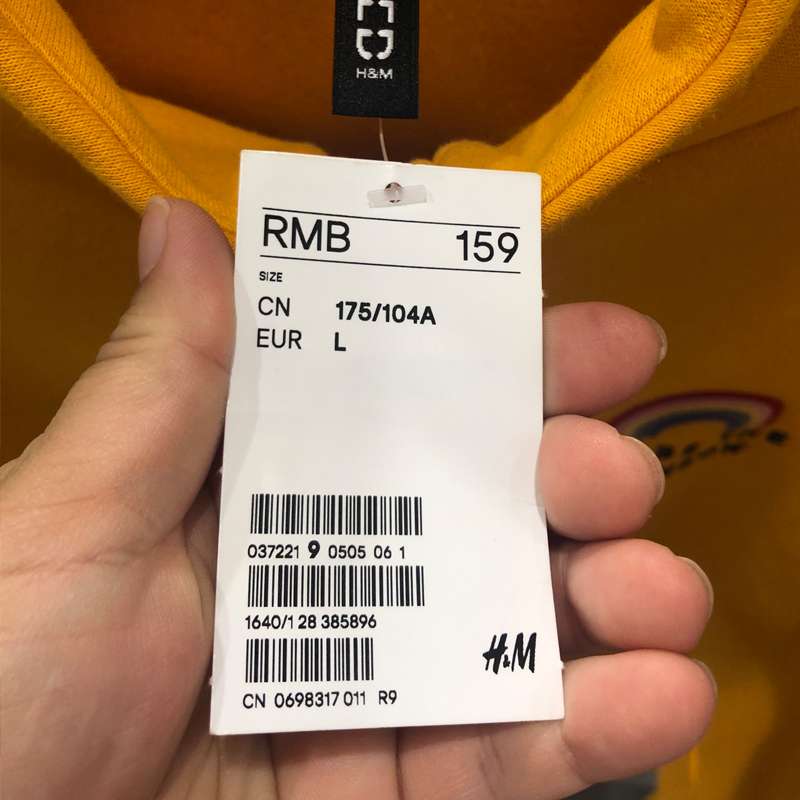 H&M
RMB 159
SIZE
CN 175/104A
EUR L
037221 9 0505 06 1
1640/1 28 385896
H&M
CN 0698317 011 R9